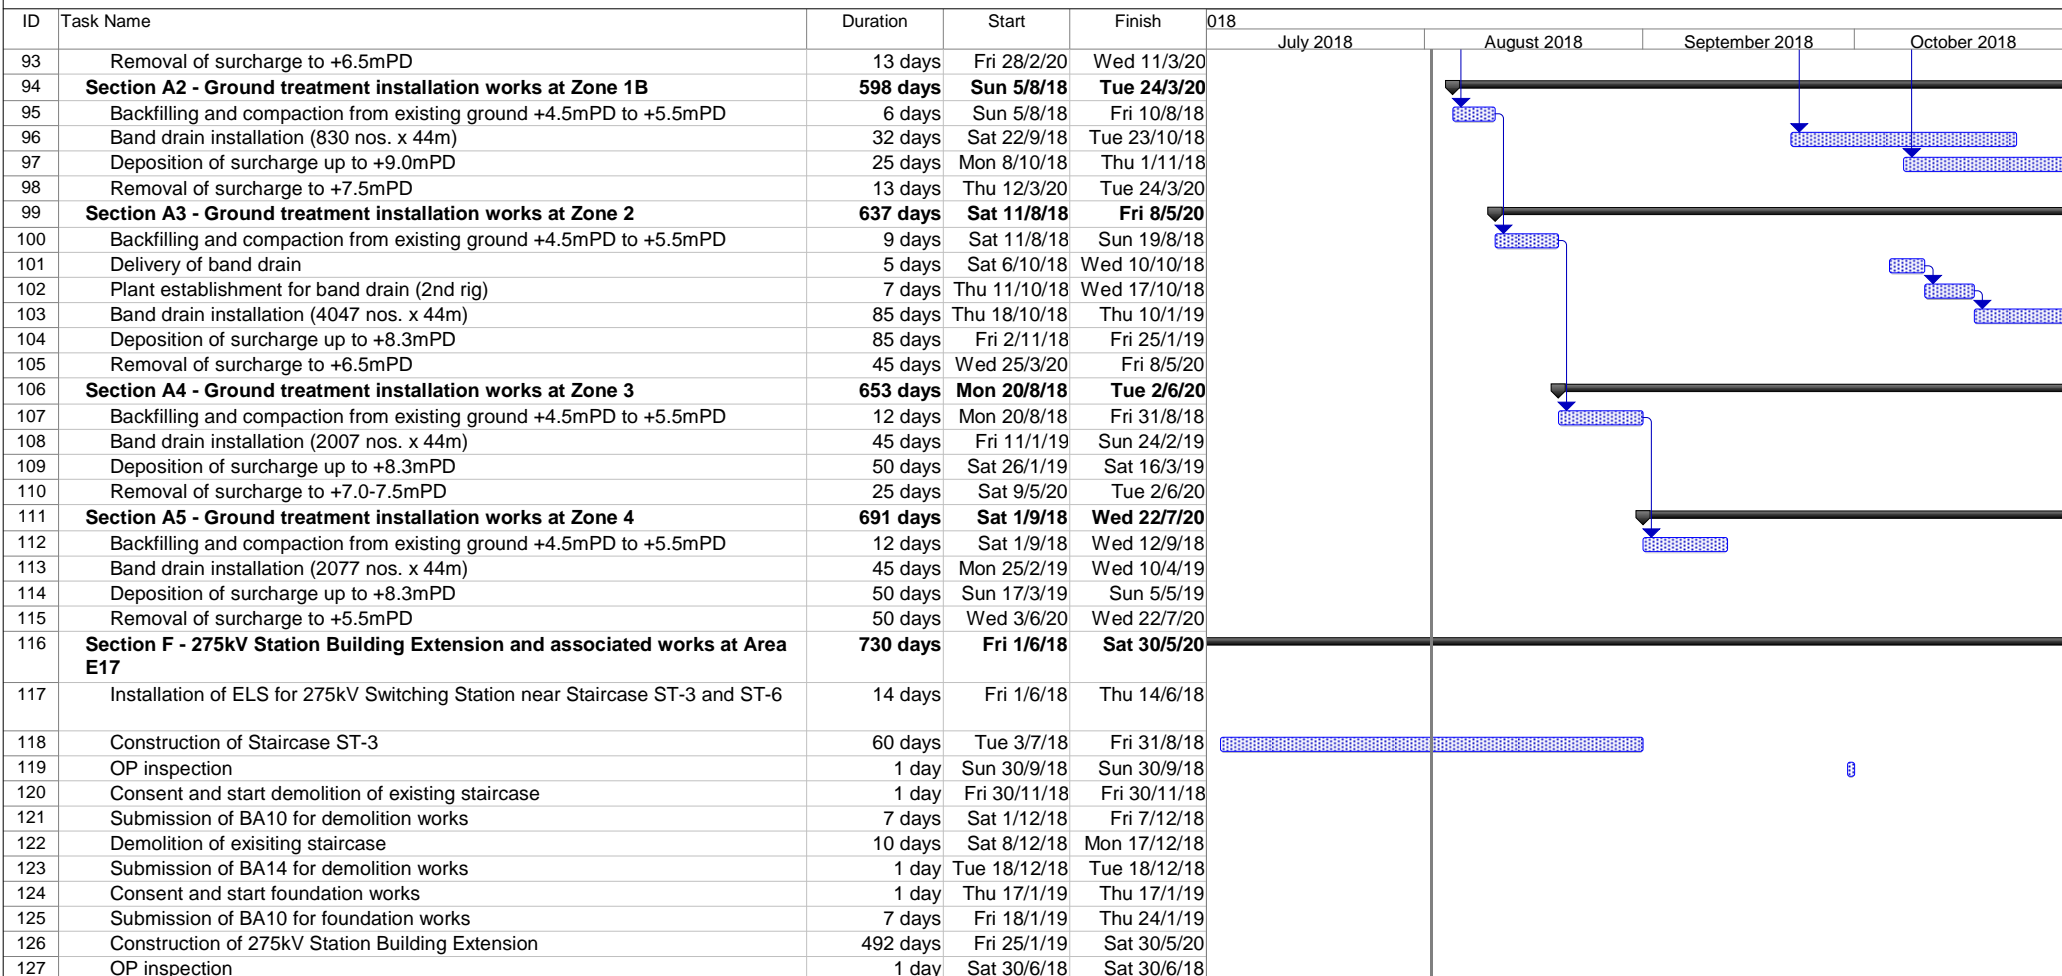 ID Task Name Duration Start Finish 018
July 2018 August 2018 September 2018 October 2018
93 Removal of surcharge to +6.5mPD 13 days Fri 28/2/20 Wed 11/3/20
94 Section A2 - Ground treatment installation works at Zone 1B 598 days Sun 5/8/18 Tue 24/3/20
95 Backfilling and compaction from existing ground +4.5mPD to +5.5mPD 6 days Sun 5/8/18 Fri 10/8/18
96 Band drain installation (830 nos. x 44m) 32 days Sat 22/9/18 Tue 23/10/18
97 Deposition of surcharge up to +9.0mPD 25 days Mon 8/10/18 Thu 1/11/18
98 Removal of surcharge to +7.5mPD 13 days Thu 12/3/20 Tue 24/3/20
99 Section A3 - Ground treatment installation works at Zone 2 637 days Sat 11/8/18 Fri 8/5/20
100 Backfilling and compaction from existing ground +4.5mPD to +5.5mPD 9 days Sat 11/8/18 Sun 19/8/18
101 Delivery of band drain 5 days Sat 6/10/18 Wed 10/10/18
102 Plant establishment for band drain (2nd rig) 7 days Thu 11/10/18 Wed 17/10/18
103 Band drain installation (4047 nos. x 44m) 85 days Thu 18/10/18 Thu 10/1/19
104 Deposition of surcharge up to +8.3mPD 85 days Fri 2/11/18 Fri 25/1/19
105 Removal of surcharge to +6.5mPD 45 days Wed 25/3/20 Fri 8/5/20
106 Section A4 - Ground treatment installation works at Zone 3 653 days Mon 20/8/18 Tue 2/6/20
107 Backfilling and compaction from existing ground +4.5mPD to +5.5mPD 12 days Mon 20/8/18 Fri 31/8/18
108 Band drain installation (2007 nos. x 44m) 45 days Fri 11/1/19 Sun 24/2/19
109 Deposition of surcharge up to +8.3mPD 50 days Sat 26/1/19 Sat 16/3/19
110 Removal of surcharge to +7.0-7.5mPD 25 days Sat 9/5/20 Tue 2/6/20
111 Section A5 - Ground treatment installation works at Zone 4 691 days Sat 1/9/18 Wed 22/7/20
112 Backfilling and compaction from existing ground +4.5mPD to +5.5mPD 12 days Sat 1/9/18 Wed 12/9/18
113 Band drain installation (2077 nos. x 44m) 45 days Mon 25/2/19 Wed 10/4/19
114 Deposition of surcharge up to +8.3mPD 50 days Sun 17/3/19 Sun 5/5/19
115 Removal of surcharge to +5.5mPD 50 days Wed 3/6/20 Wed 22/7/20
116 Section F - 275kV Station Building Extension and associated works at Area 730 days Fri 1/6/18 Sat 30/5/20
E17
117 Installation of ELS for 275kV Switching Station near Staircase ST-3 and ST-6 14 days Fri 1/6/18 Thu 14/6/18
118 Construction of Staircase ST-3 60 days Tue 3/7/18 Fri 31/8/18
119 OP inspection 1 day Sun 30/9/18 Sun 30/9/18
120 Consent and start demolition of existing staircase 1 day Fri 30/11/18 Fri 30/11/18
121 Submission of BA10 for demolition works 7 days Sat 1/12/18 Fri 7/12/18
122 Demolition of exisiting staircase 10 days Sat 8/12/18 Mon 17/12/18
123 Submission of BA14 for demolition works 1 day Tue 18/12/18 Tue 18/12/18
124 Consent and start foundation works 1 day Thu 17/1/19 Thu 17/1/19
125 Submission of BA10 for foundation works 7 days Fri 18/1/19 Thu 24/1/19
126 Construction of 275kV Station Building Extension 492 days Fri 25/1/19 Sat 30/5/20
127 OP inspection 1 day Sat 30/6/18 Sat 30/6/18